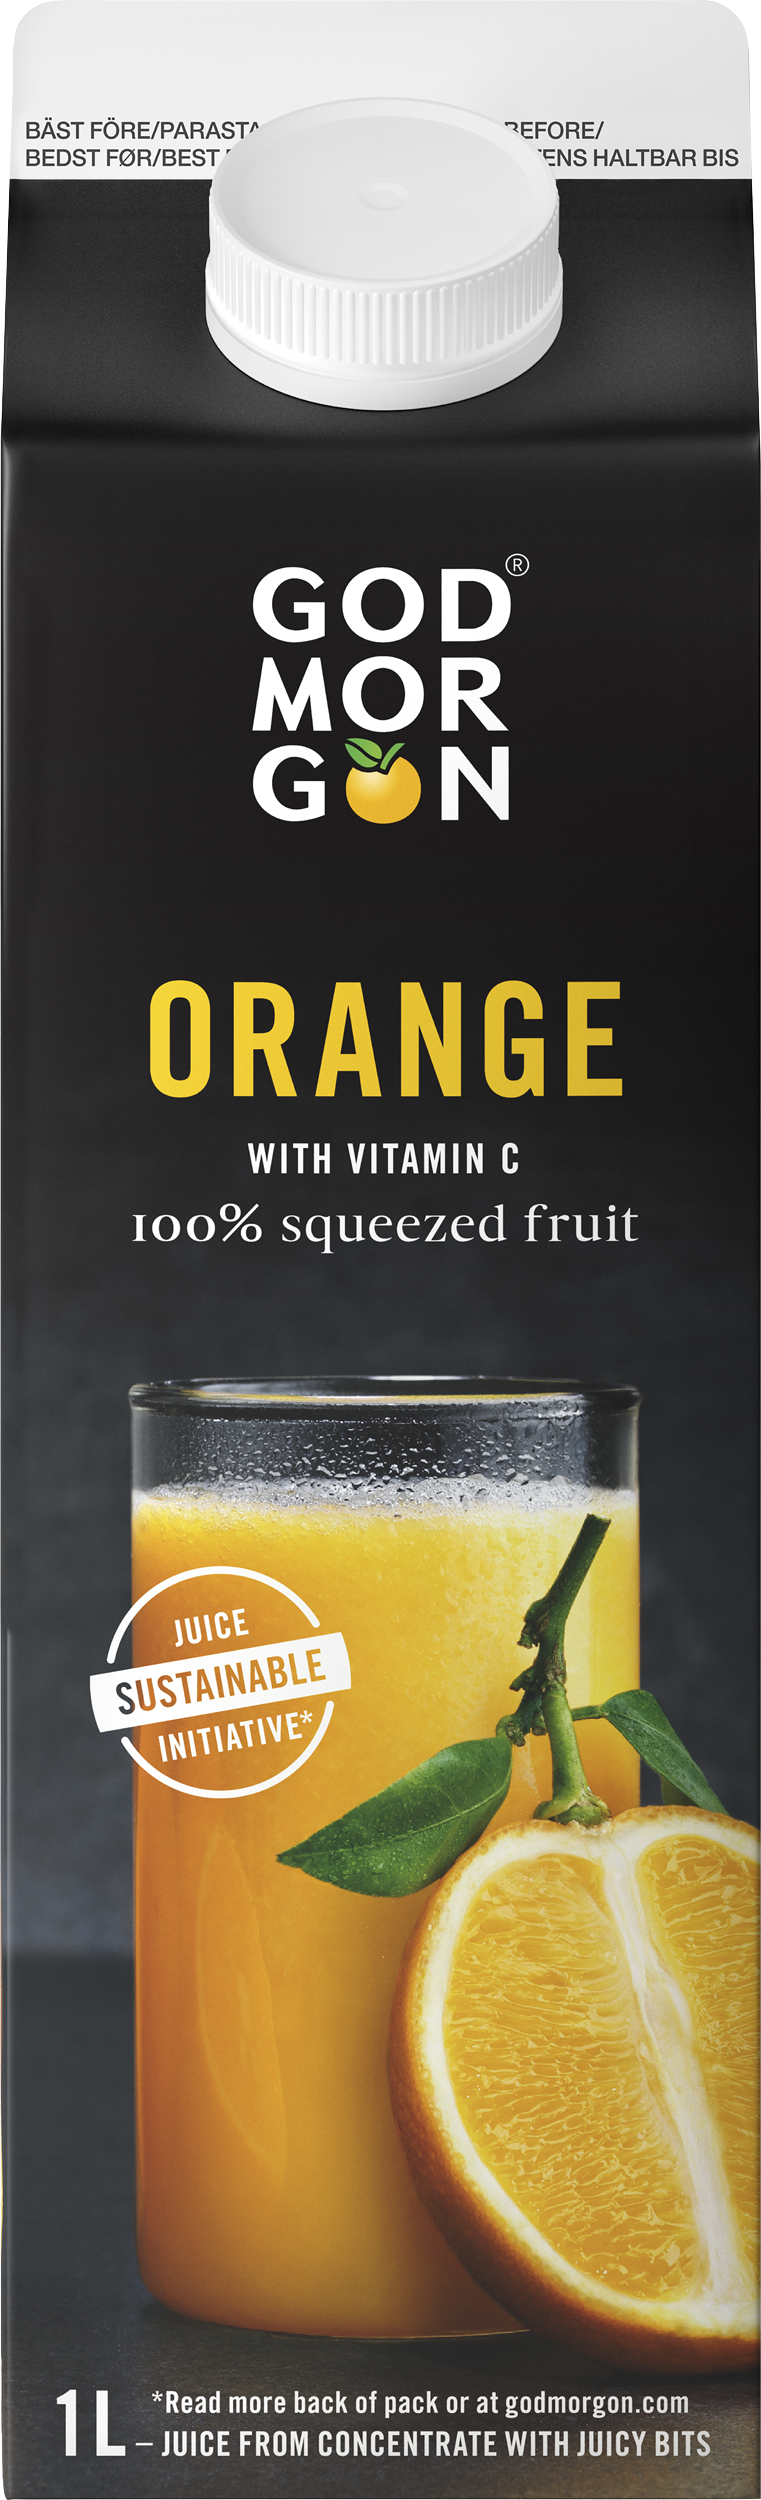 BÄST FÖRE/PARASTA BEFORE/
BEDST FØR/BEST HALTBAR BIS
GOD®
MOR
GON
ORANGE
WITH VITAMIN C
100% squeezed fruit
JUICE
SUSTAINABLE
INITIATIVE*
*Read more back of pack or at godmorgon.com
1L – JUICE FROM CONCENTRATE WITH JUICY BITS